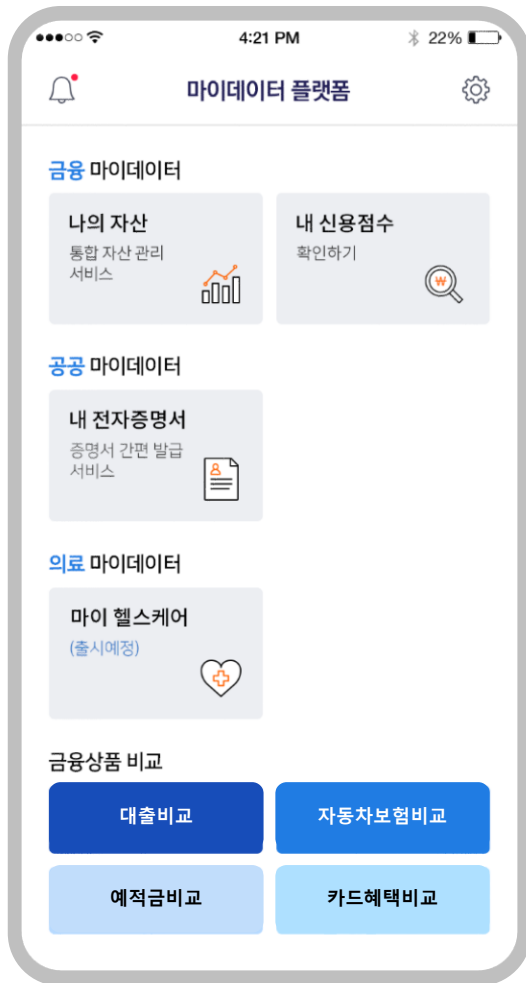 4:21 PM
22%
마이데이터 플랫폼
금융 마이데이터
나의 자산
통합 자산 관리
서비스
내 신용점수
확인하기
₩
공공 마이데이터
내 전자증명서
증명서 간편 발급
서비스
의료 마이데이터
마이 헬스케어
(출시예정)
금융상품 비교
대출비교
자동차보험비교
예적금비교
카드혜택비교